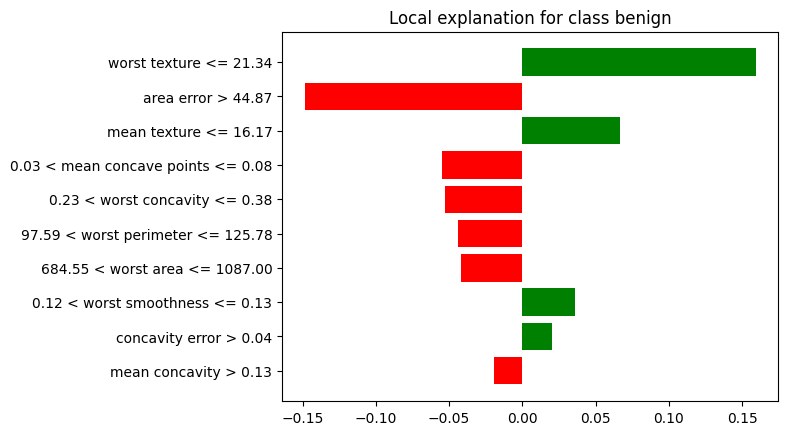 Local explanation for class benign
worst texture <= 21.34
area error > 44.87
mean texture <= 16.17
0.03 < mean concave points <= 0.08
0.23 < worst concavity <= 0.38
97.59 < worst perimeter <= 125.78
684.55 < worst area <= 1087.00
0.12 < worst smoothness <= 0.13
concavity error > 0.04
mean concavity > 0.13
−0.15 −0.10 −0.05 0.00 0.05 0.10 0.15